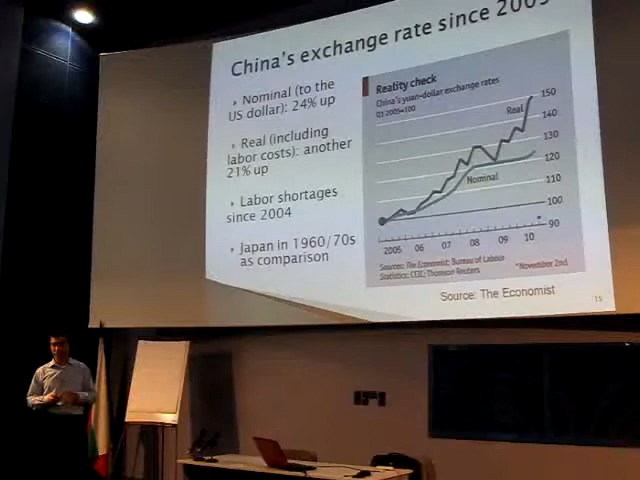 China's exchange rate since 2005
Nominal (to the
US dollar): 24% up
Real (including
labor costs): another
21% up
Labor shortages
since 2004
Japan in 1960/70s
as comparison
Reality check
China's yuan-dollar exchange rates
Q1 2005=100
150
Real
140
130
120
Nominal
110
100
90
2005 06 07 08 09 10
Sources: The Economist; Bureau of Labour
Statistics; CEIC; Thomson Reuters
*November 2nd
Source: The Economist
15